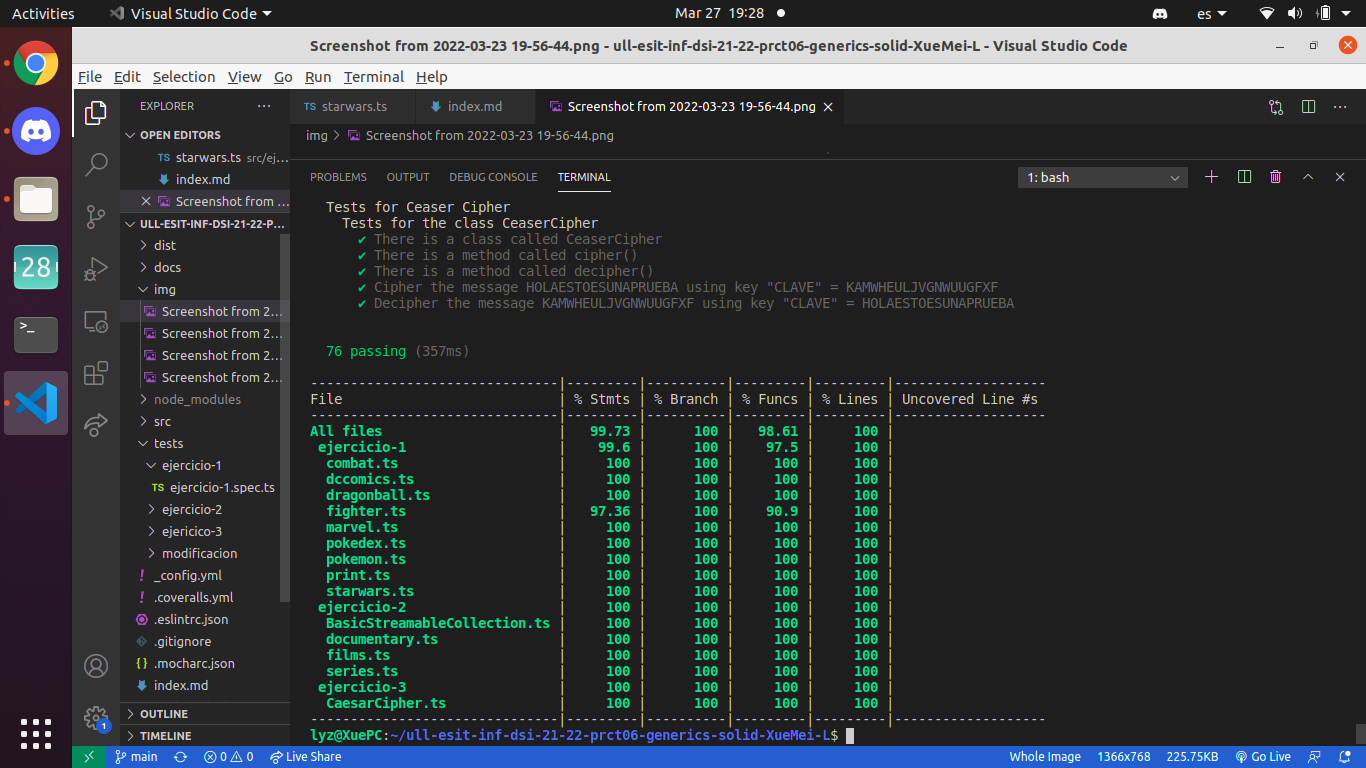 Activities Visual Studio Code Mar 27 19:28 es
Screenshot from 2022-03-23 19-56-44.png - ull-esit-inf-dsi-21-22-prct06-generics-solid-XueMei-L - Visual Studio Code
File Edit Selection View Go Run Terminal Help
EXPLORER ···
OPEN EDITORS
TS starwars.ts src/ej...
index.md
Screenshot from ...
ULL-ESIT-INF-DSI-21-22-P...
dist
docs
img
Screenshot from 2...
Screenshot from 2...
Screenshot from 2...
Screenshot from 2...
node_modules
src
tests
ejercicio-1
TS ejercicio-1.spec.ts
ejercicio-2
ejericico-3
modificacion
! _config.yml
! .coveralls.yml
.eslintrc.json
.gitignore
{} .mocharc.json
index.md
OUTLINE
TIMELINE
28
1
TS starwars.ts index.md Screenshot from 2022-03-23 19-56-44.png
img > Screenshot from 2022-03-23 19-56-44.png
PROBLEMS OUTPUT DEBUG CONSOLE TERMINAL 1: bash
Tests for Ceaser Cipher
Tests for the class CeaserCipher
✔ There is a class called CeaserCipher
✔ There is a method called cipher()
✔ There is a method called decipher()
✔ Cipher the message HOLAESTOESUNAPRUEBA using key "CLAVE" = KAMWHEULJVGNWUUGFXF
✔ Decipher the message KAMWHEULJVGNWUUGFXF using key "CLAVE" = HOLAESTOESUNAPRUEBA
76 passing (357ms)
-------------------------------|---------|----------|---------|---------|-------------------
File | % Stmts | % Branch | % Funcs | % Lines | Uncovered Line #s
-------------------------------|---------|----------|---------|---------|-------------------
All files | 99.73 | 100 | 98.61 | 100 |
ejercicio-1 | 99.6 | 100 | 97.5 | 100 |
combat.ts | 100 | 100 | 100 | 100 |
dccomics.ts | 100 | 100 | 100 | 100 |
dragonball.ts | 100 | 100 | 100 | 100 |
fighter.ts | 97.36 | 100 | 90.9 | 100 |
marvel.ts | 100 | 100 | 100 | 100 |
pokedex.ts | 100 | 100 | 100 | 100 |
pokemon.ts | 100 | 100 | 100 | 100 |
print.ts | 100 | 100 | 100 | 100 |
starwars.ts | 100 | 100 | 100 | 100 |
ejercicio-2 | 100 | 100 | 100 | 100 |
BasicStreamableCollection.ts | 100 | 100 | 100 | 100 |
documentary.ts | 100 | 100 | 100 | 100 |
films.ts | 100 | 100 | 100 | 100 |
series.ts | 100 | 100 | 100 | 100 |
ejercicio-3 | 100 | 100 | 100 | 100 |
CaesarCipher.ts | 100 | 100 | 100 | 100 |
-------------------------------|---------|----------|---------|---------|-------------------
lyz@XuePC:~/ull-esit-inf-dsi-21-22-prct06-generics-solid-XueMei-L$
main 0 0 Live Share Whole Image 1366x768 225.75KB Go Live